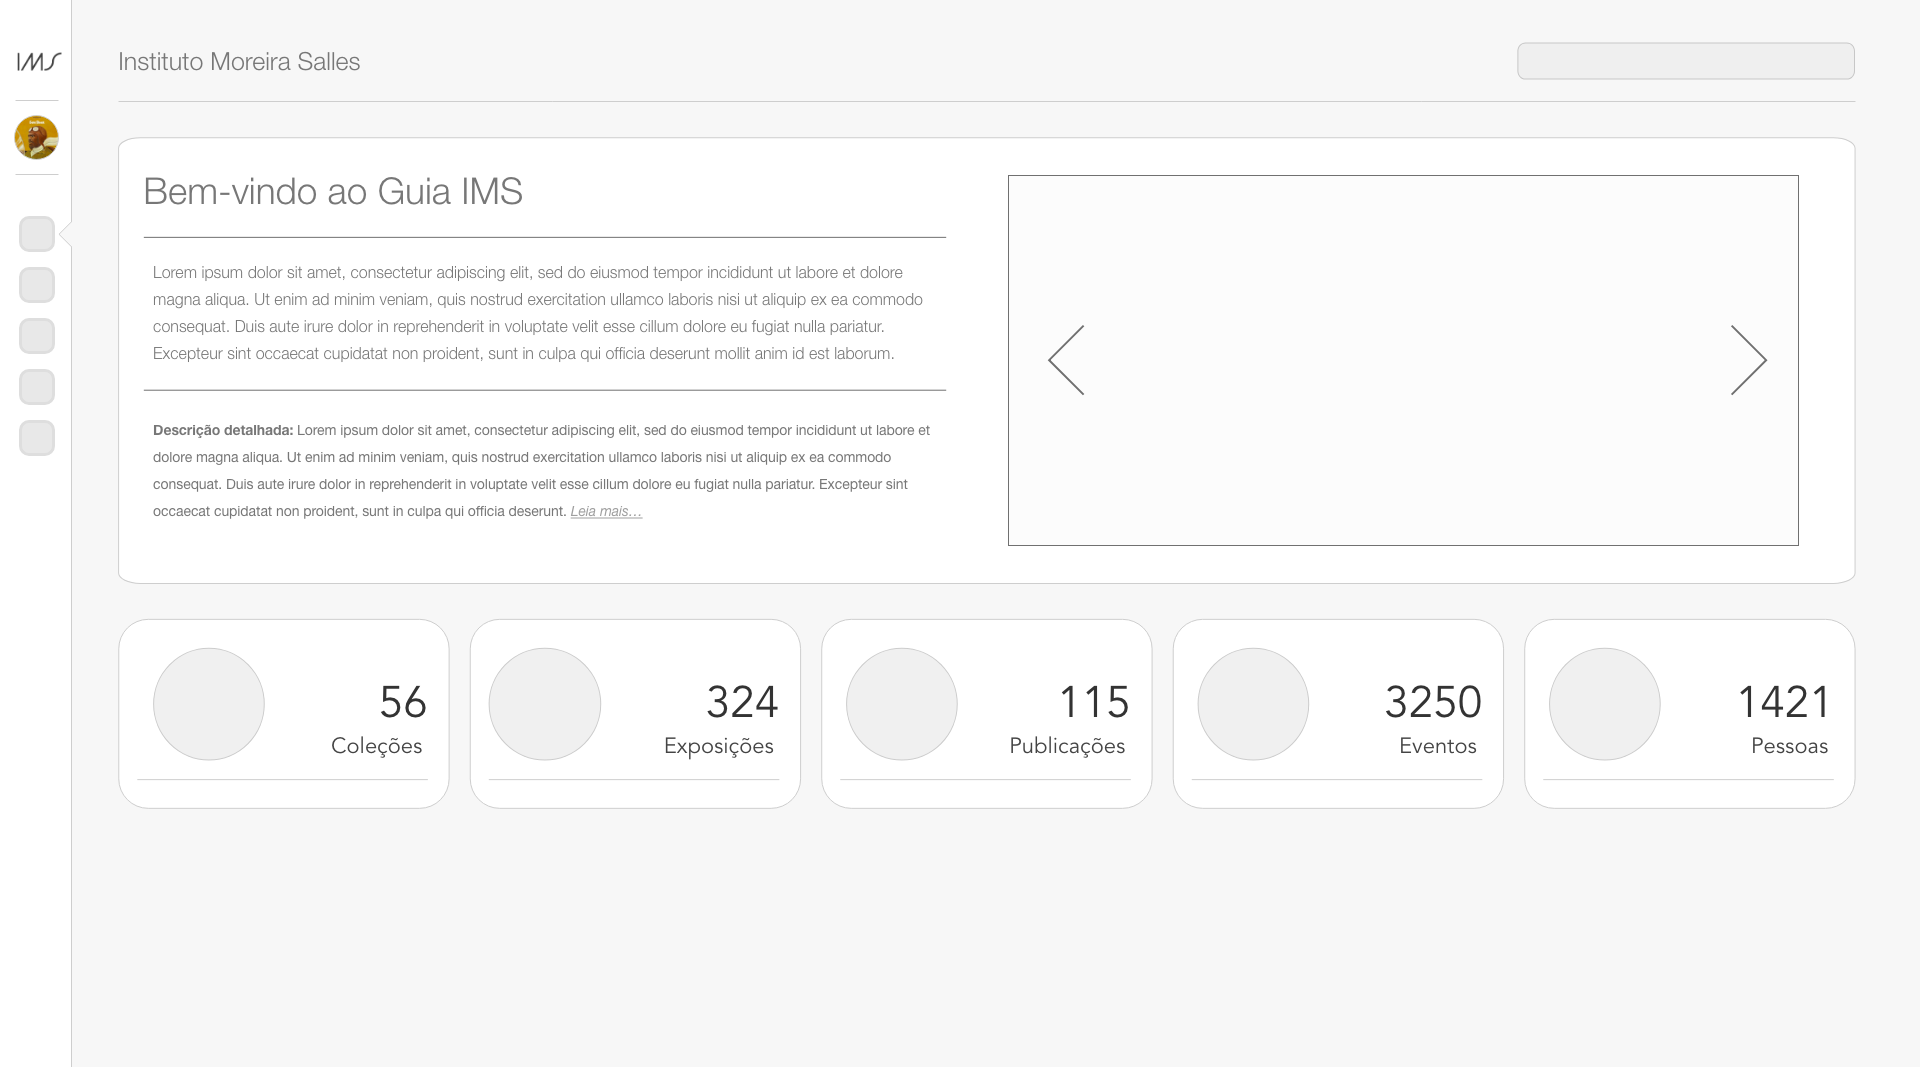 IMS
Instituto Moreira Salles
Bem-vindo ao Guia IMS
Lorem ipsum dolor sit amet, consectetur adipiscing elit, sed do eiusmod tempor incididunt ut labore et dolore
magna aliqua. Ut enim ad minim veniam, quis nostrud exercitation ullamco laboris nisi ut aliquip ex ea commodo
consequat. Duis aute irure dolor in reprehenderit in voluptate velit esse cillum dolore eu fugiat nulla pariatur.
Excepteur sint occaecat cupidatat non proident, sunt in culpa qui officia deserunt mollit anim id est laborum.
Descrição detalhada: Lorem ipsum dolor sit amet, consectetur adipiscing elit, sed do eiusmod tempor incididunt ut labore et
dolore magna aliqua. Ut enim ad minim veniam, quis nostrud exercitation ullamco laboris nisi ut aliquip ex ea commodo
consequat. Duis aute irure dolor in reprehenderit in voluptate velit esse cillum dolore eu fugiat nulla pariatur. Excepteur sint
occaecat cupidatat non proident, sunt in culpa qui officia deserunt. Leia mais...
56
Coleções
324
Exposições
115
Publicações
3250
Eventos
1421
Pessoas